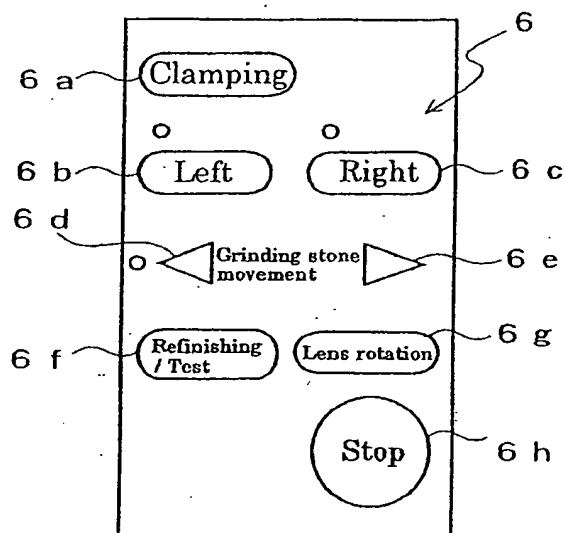 6
6 a
Clamping
6 b
Left
Right
6 c
6 d
Grinding stone
movement
6 e
6 f
Refinishing
/ Test
Lens rotation
6 g
Stop
6 h